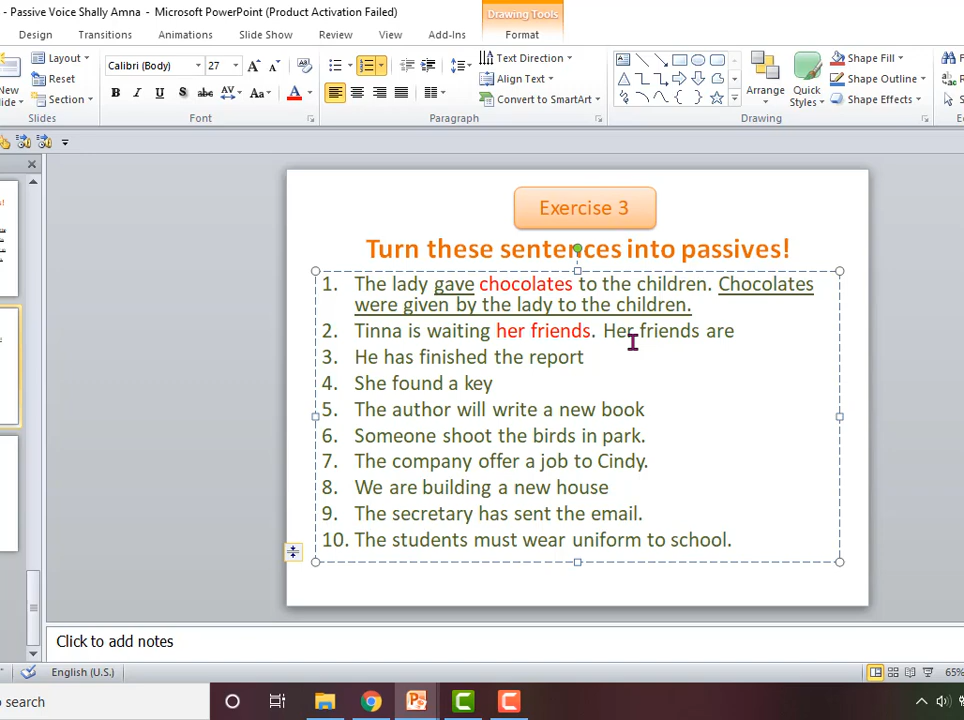 - Passive Voice Shally Amna - Microsoft PowerPoint (Product Activation Failed)
Drawing Tools
Design Transitions Animations Slide Show Review View Add-Ins Format
New
Slide
Layout
Reset
Section
Slides
Calibri (Body) 27
B I U S abc AV Aa A
Font
Text Direction
Align Text
Convert to SmartArt
Paragraph
Arrange
Quick
Styles
Shape Fill
Shape Outline
Shape Effects
Drawing
Exercise 3
Turn these sentences into passives!
1. The lady gave chocolates to the children. Chocolates
were given by the lady to the children.
2. Tinna is waiting her friends. Her friends are
3. He has finished the report
4. She found a key
5. The author will write a new book
6. Someone shoot the birds in park.
7. The company offer a job to Cindy.
8. We are building a new house
9. The secretary has sent the email.
10. The students must wear uniform to school.
Click to add notes
English (U.S.)
65%
o search